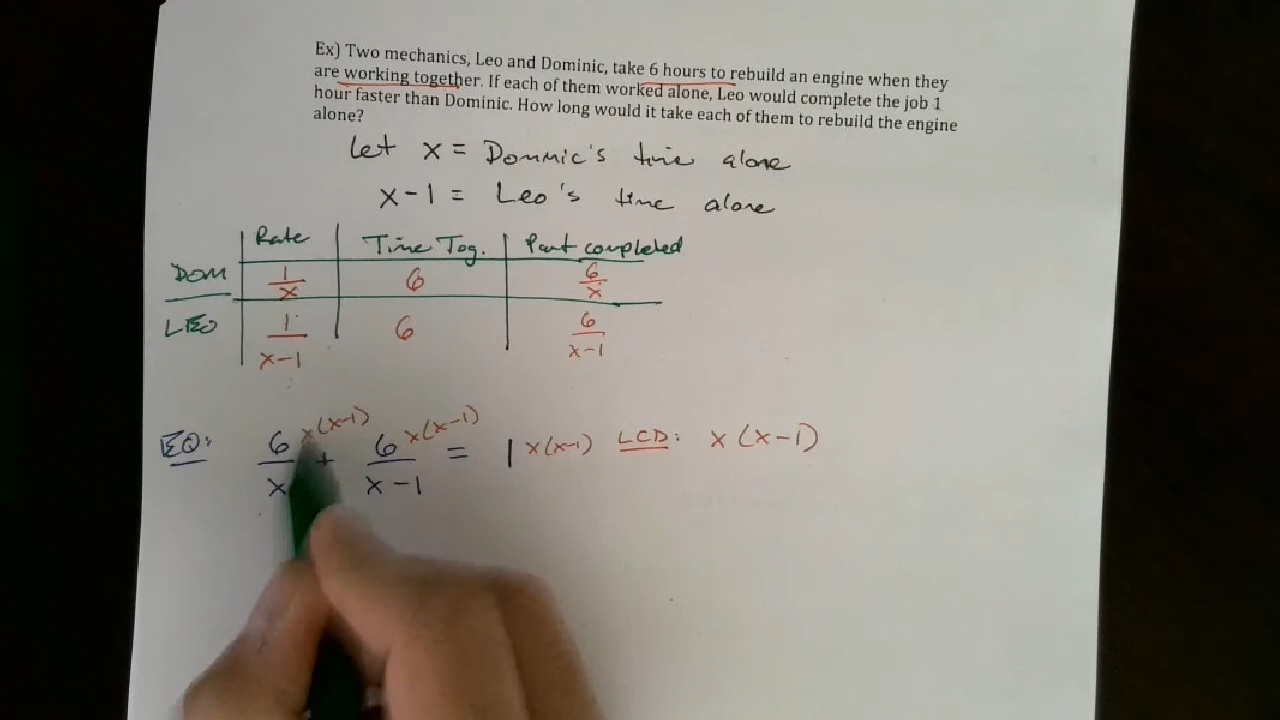 Ex) Two mechanics, Leo and Dominic, take 6 hours to rebuild an engine when they
are working together. If each of them worked alone, Leo would complete the job 1
hour faster than Dominic. How long would it take each of them to rebuild the engine
alone?
Let x = Dominic's time alone
x-1 = Leo's time alone
Rate Time Tog. Part completed
DOM 1/x 6 6/x
LEO 1/(x-1) 6 6/(x-1)
EQ: 6/x x(x-1) + 6/(x-1) x(x-1) = 1 x(x-1) LCD: x(x-1)